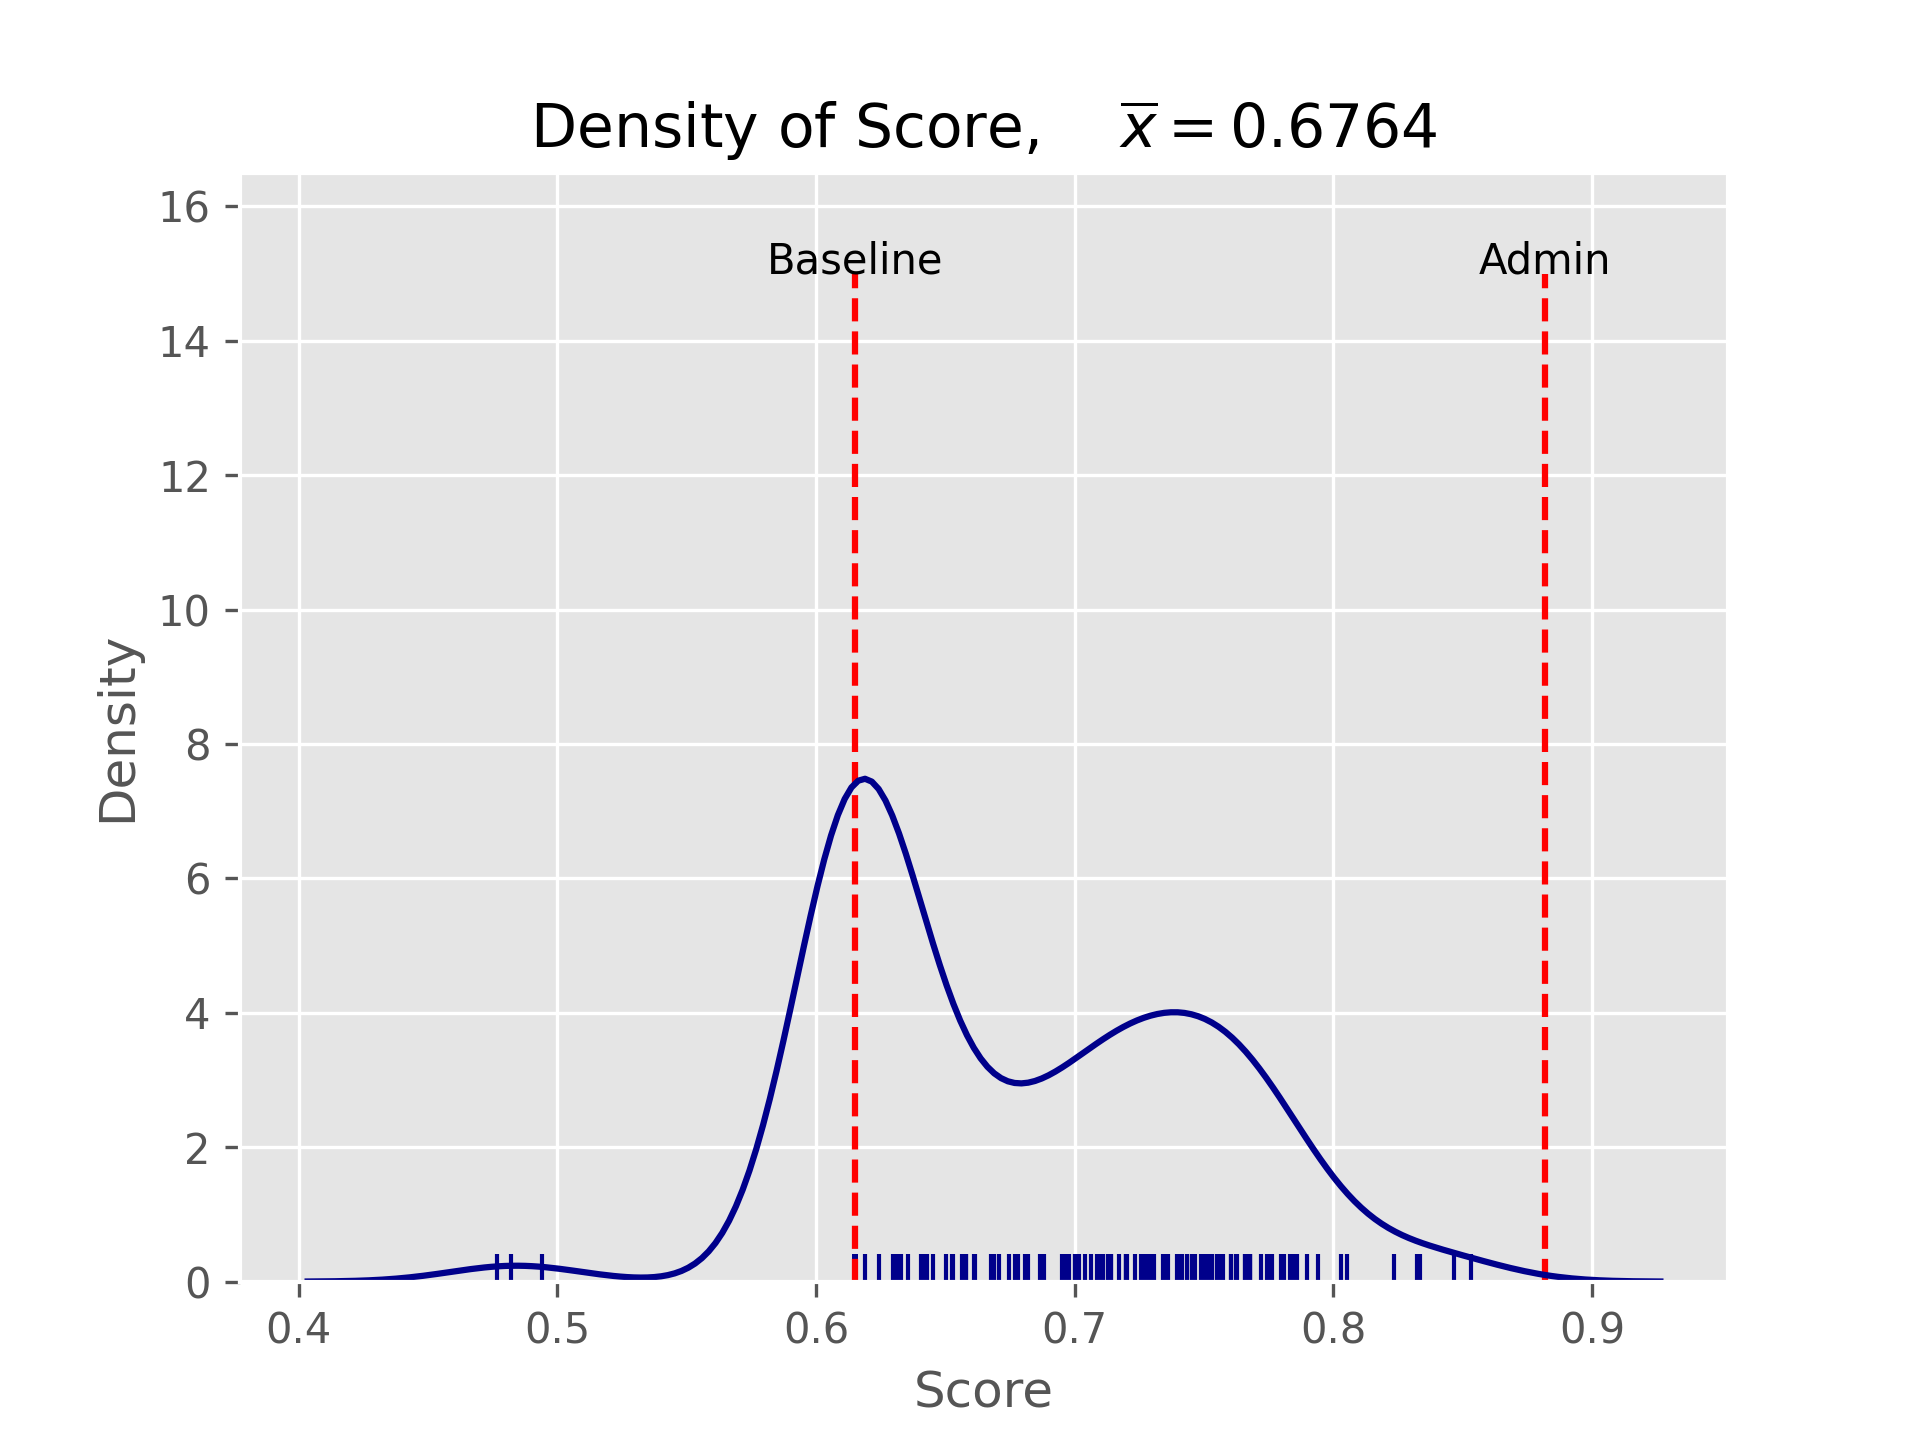 Density of Score, x̅ = 0.6764
Baseline
Admin
16
14
12
10
8
6
4
2
0
Density
0.4 0.5 0.6 0.7 0.8 0.9
Score